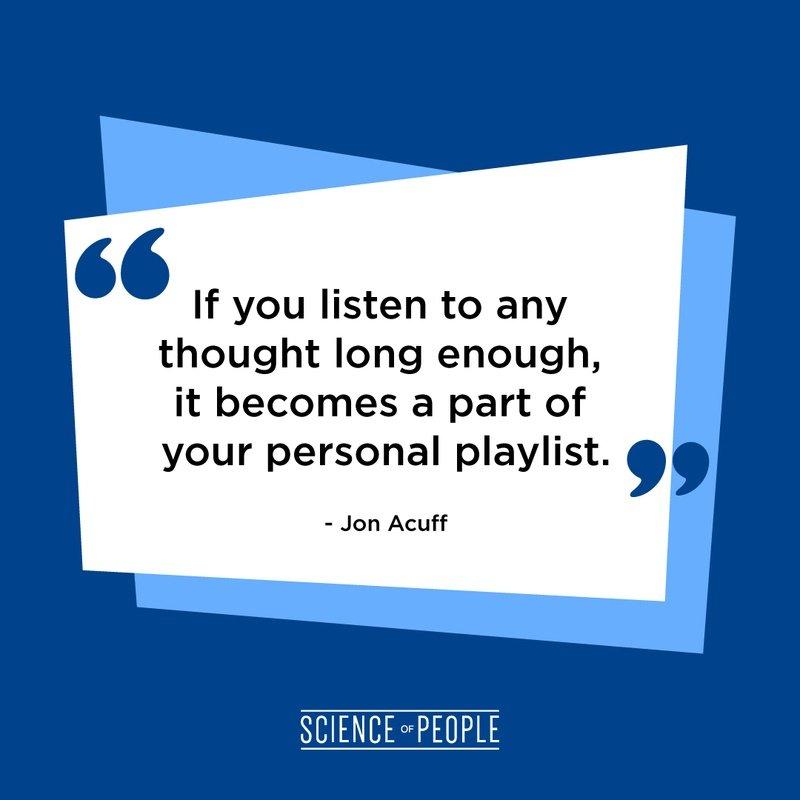 “
If you listen to any
thought long enough,
it becomes a part of
your personal playlist.
”
- Jon Acuff
SCIENCE OF PEOPLE